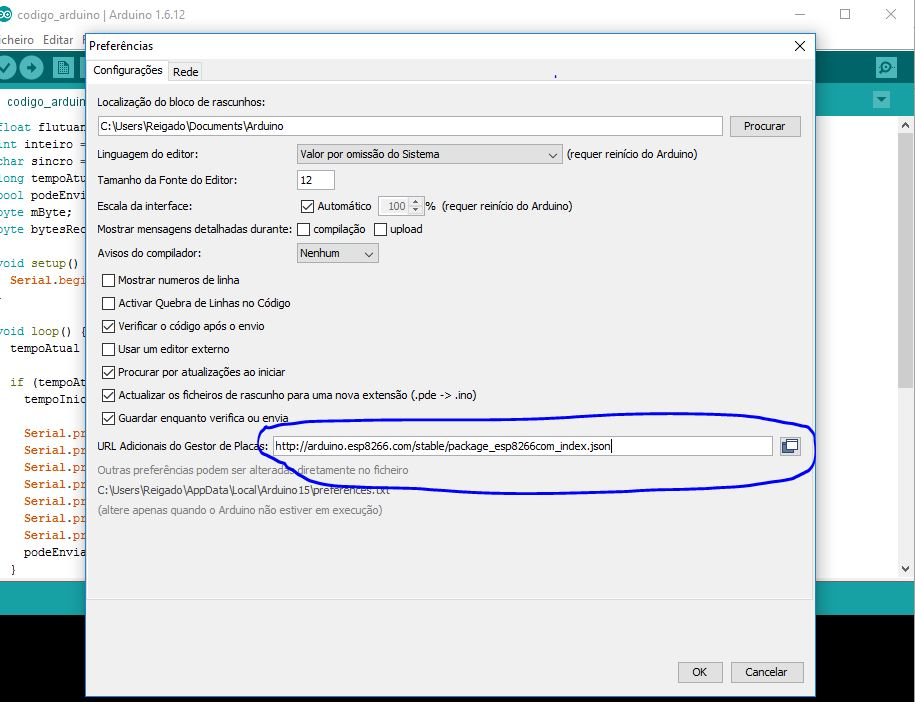 codigo_arduino | Arduino 1.6.12
Ficheiro Editar
Preferências
Configurações Rede
codigo_arduin
Localização do bloco de rascunhos:
C:\Users\Reigado\Documents\Arduino Procurar
Linguagem do editor: Valor por omissão do Sistema (requer reinício do Arduino)
Tamanho da Fonte do Editor: 12
Escala da interface: Automático 100 % (requer reinício do Arduino)
Mostrar mensagens detalhadas durante: compilação upload
Avisos do compilador: Nenhum
Mostrar numeros de linha
Activar Quebra de Linhas no Código
Verificar o código após o envio
Usar um editor externo
Procurar por atualizações ao iniciar
Actualizar os ficheiros de rascunho para uma nova extensão (.pde -> .ino)
Guardar enquanto verifica ou envia
URL Adicionais do Gestor de Placas: http://arduino.esp8266.com/stable/package_esp8266com_index.json
Outras preferências podem ser alteradas diretamente no ficheiro
C:\Users\Reigado\AppData\Local\Arduino15\preferences.txt
(altere apenas quando o Arduino não estiver em execução)
OK Cancelar
float flutuan
int inteiro =
char sincro =
long tempoAtu
bool podeEnvi
byte mByte;
byte bytesRec
void setup()
Serial.begi
void loop() {
tempoAtual
if (tempoAt
tempoInic
Serial.pr
Serial.pr
Serial.pr
Serial.pr
Serial.pr
Serial.pr
Serial.pr
podeEnvia
}